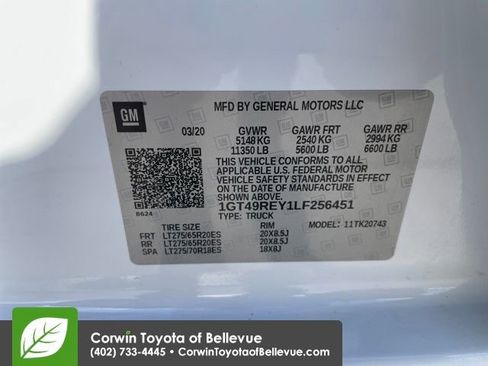 GM
MFD BY GENERAL MOTORS LLC
03/20 GVWR GAWR FRT GAWR RR
5148 KG 2540 KG 2994 KG
11350 LB 5600 LB 6600 LB
THIS VEHICLE CONFORMS TO ALL
APPLICABLE U.S. FEDERAL MOTOR
VEHICLE SAFETY STANDARDS IN
EFFECT ON THE DATE OF MANUFACTURE
SHOWN ABOVE.
1GT49REY1LF256451
8624
TYPE: TRUCK MODEL: 11TK20743
TIRE SIZE RIM
FRT LT275/65R20ES 20X8.5J
RR LT275/65R20ES 20X8.5J
SPA LT275/70R18ES 18X8J
Corwin Toyota of Bellevue
(402) 733-4445 • CorwinToyotaofBellevue.com